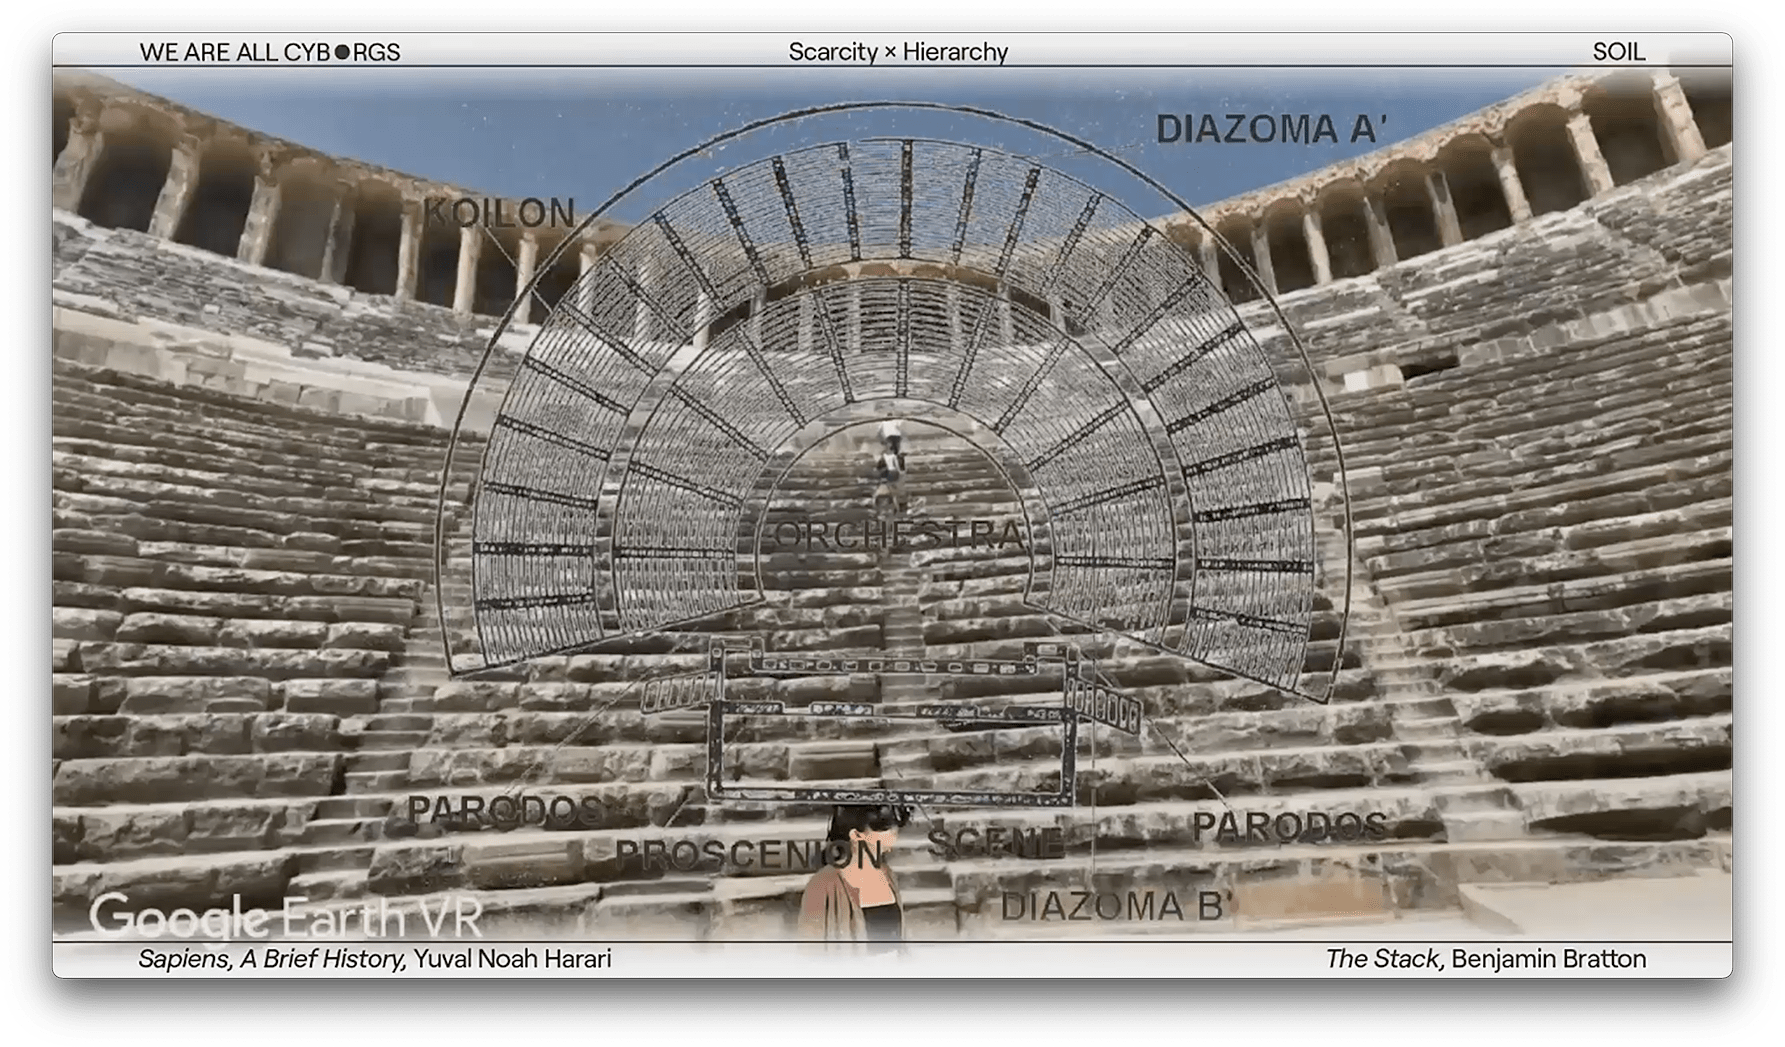 WE ARE ALL CYB●RGS
Scarcity × Hierarchy
SOIL
DIAZOMA A'
KOILON
ORCHESTRA
PARODOS
PARODOS
PROSCENION
SCENE
DIAZOMA B'
Google Earth VR
Sapiens, A Brief History, Yuval Noah Harari
The Stack, Benjamin Bratton